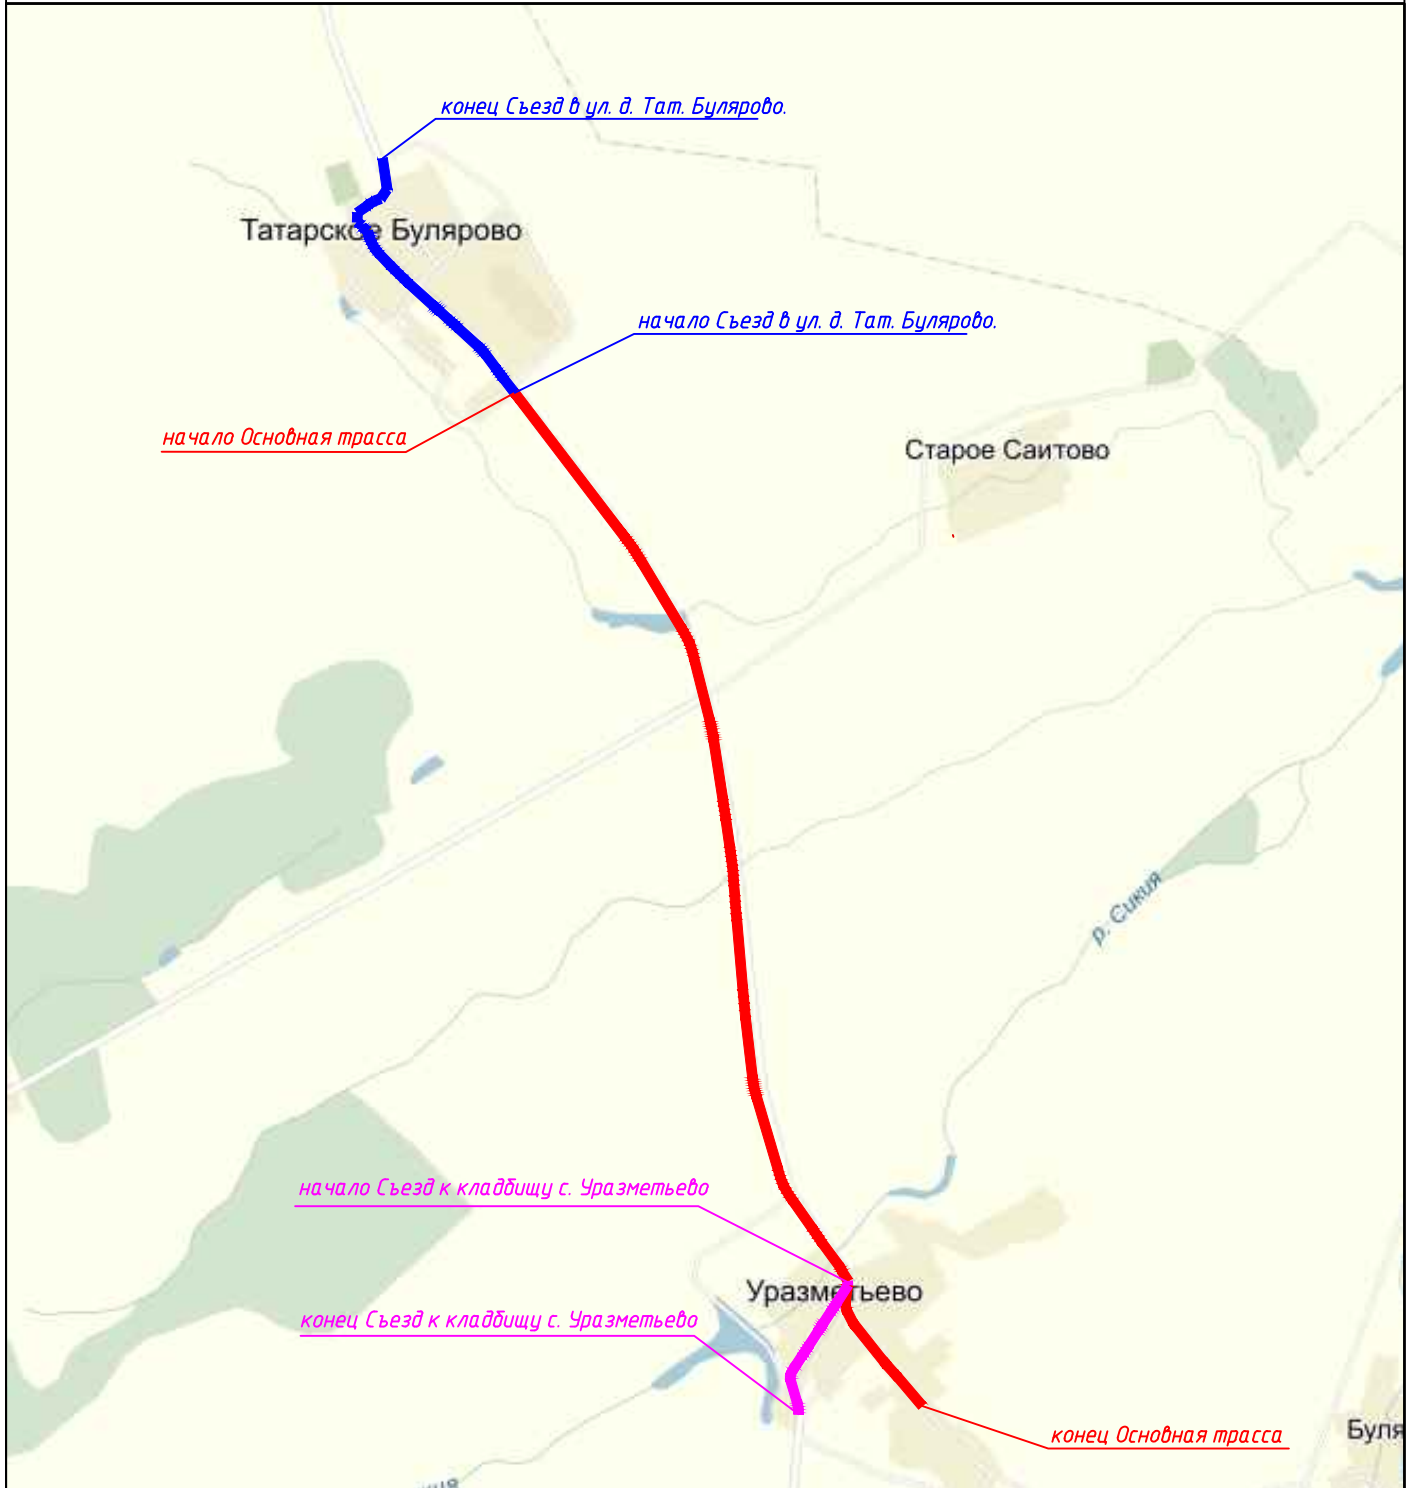 конец Съезд в ул. д. Тат. Булярово.
Татарское Булярово
начало Съезд в ул. д. Тат. Булярово.
начало Основная трасса
Старое Саитово
р. Сикия
начало Съезд к кладбищу с. Уразметьево
Уразметьево
конец Съезд к кладбищу с. Уразметьево
конец Основная трасса
Буля